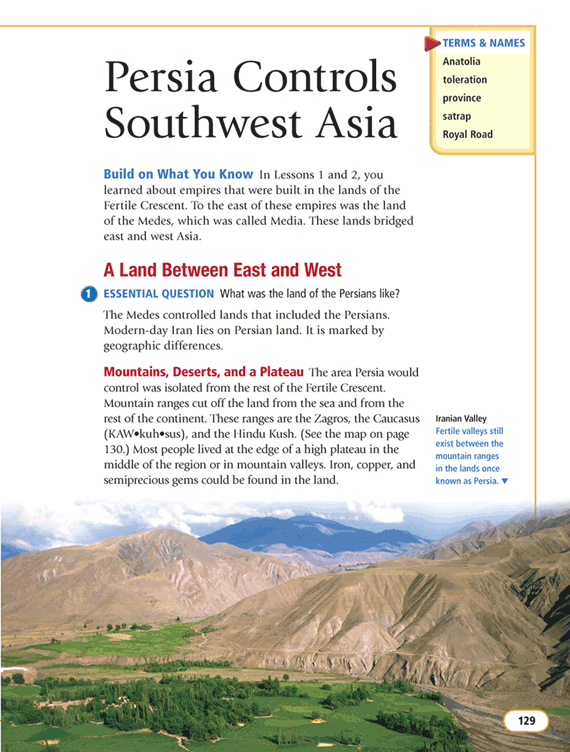 TERMS & NAMES
Anatolia
toleration
province
satrap
Royal Road
Persia Controls
Southwest Asia
Build on What You Know In Lessons 1 and 2, you
learned about empires that were built in the lands of the
Fertile Crescent. To the east of these empires was the land
of the Medes, which was called Media. These lands bridged
east and west Asia.
A Land Between East and West
1 ESSENTIAL QUESTION What was the land of the Persians like?
The Medes controlled lands that included the Persians.
Modern-day Iran lies on Persian land. It is marked by
geographic differences.
Mountains, Deserts, and a Plateau The area Persia would
control was isolated from the rest of the Fertile Crescent.
Mountain ranges cut off the land from the sea and from the
rest of the continent. These ranges are the Zagros, the Caucasus
(KAW•kuh•sus), and the Hindu Kush. (See the map on page
130.) Most people lived at the edge of a high plateau in the
middle of the region or in mountain valleys. Iron, copper, and
semiprecious gems could be found in the land.
Iranian Valley
Fertile valleys still
exist between the
mountain ranges
in the lands once
known as Persia. ▼
129